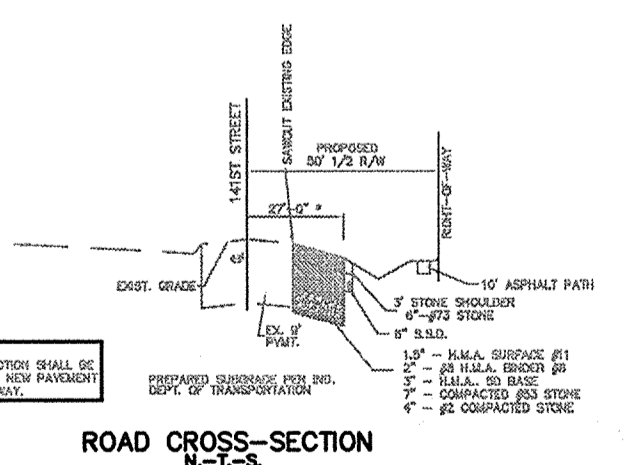 SAWCUT EXISTING EDGE
141ST STREET
PROPOSED
50' 1/2 R/W
RIGHT-OF-WAY
27'-0" *
EXIST. GRADE
10' ASPHALT PATH
3' STONE SHOULDER
6"-#73 STONE
6" S.S.D.
EX. 9'
PVMT.
CTION SHALL BE
NEW PAVEMENT
WAY.
PREPARED SUBGRADE PER IND.
DEPT. OF TRANSPORTATION
1.5" - H.M.A. SURFACE #11
2" - #8 H.M.A. BINDER #8
3" - H.M.A. 5D BASE
7" - COMPACTED #53 STONE
4" - #2 COMPACTED STONE
ROAD CROSS-SECTION
N.-T.-S.